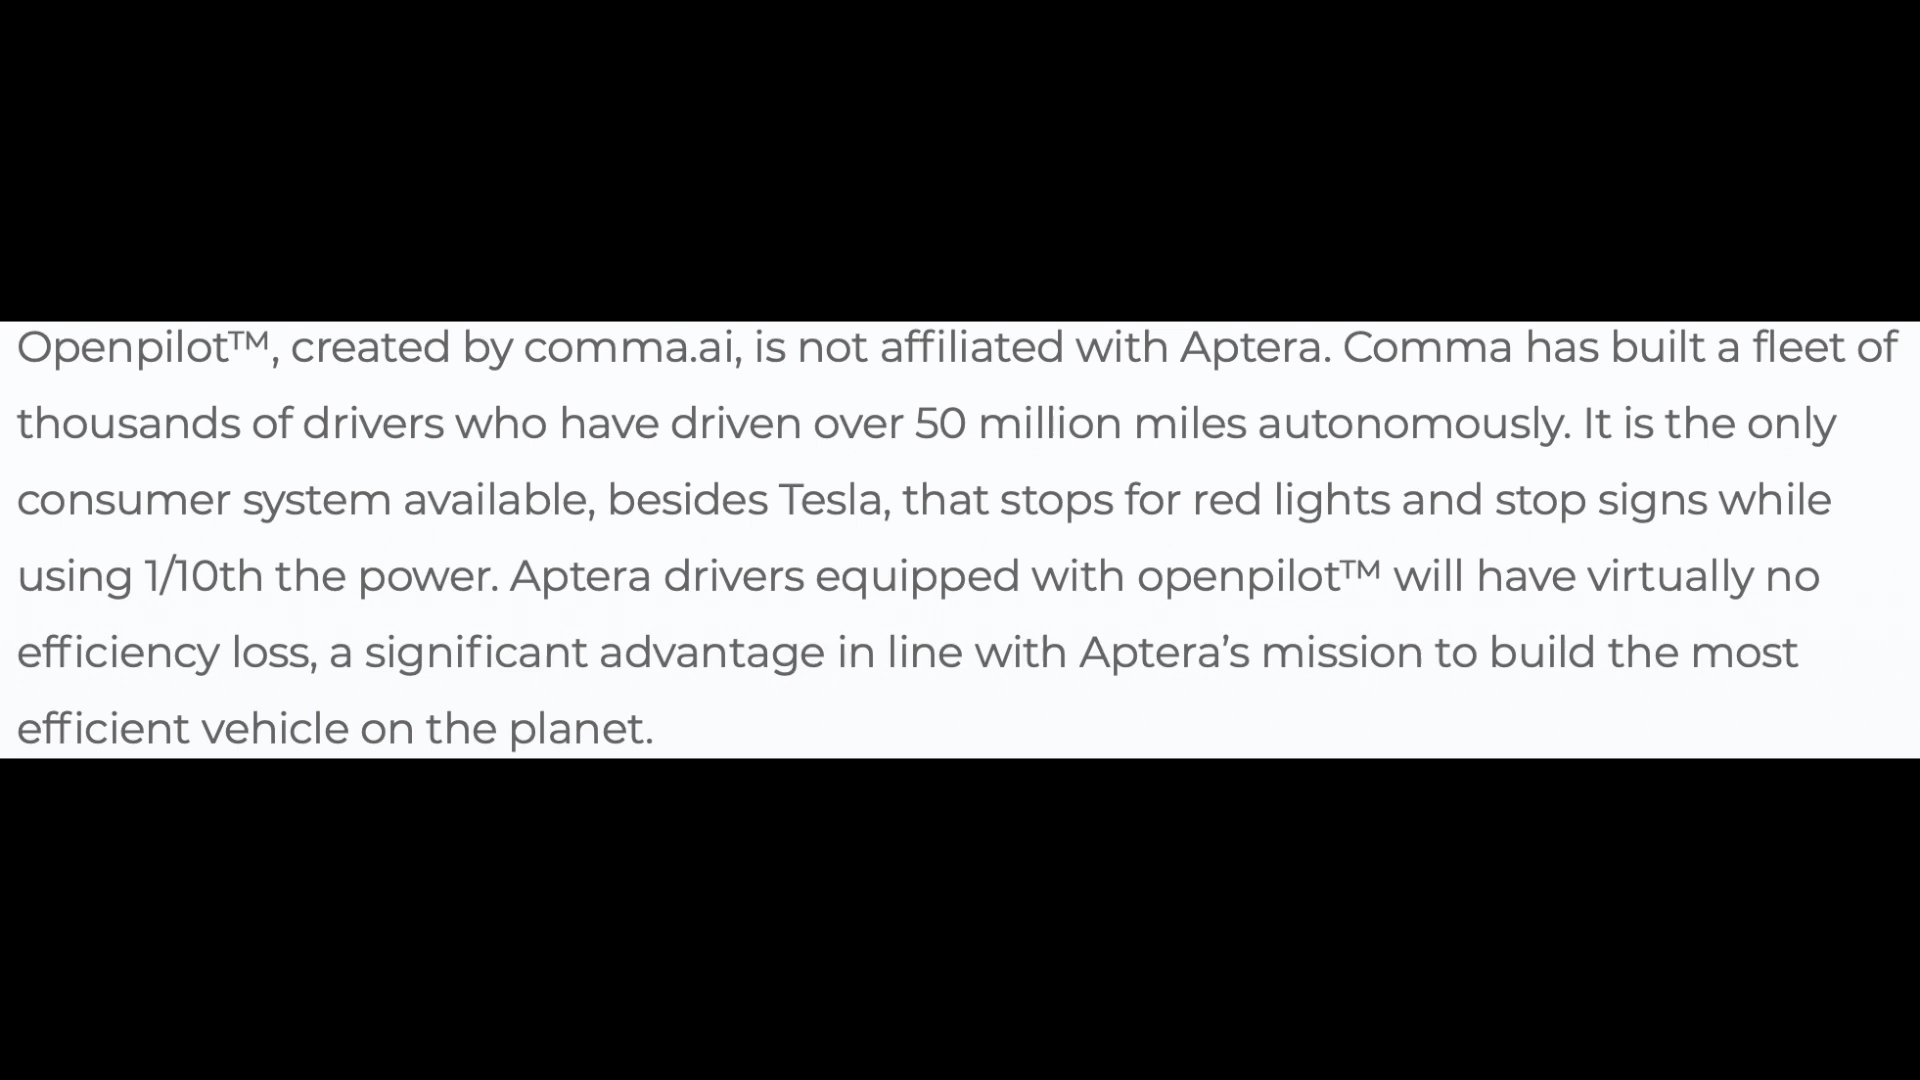 Openpilot™, created by comma.ai, is not affiliated with Aptera. Comma has built a fleet of
thousands of drivers who have driven over 50 million miles autonomously. It is the only
consumer system available, besides Tesla, that stops for red lights and stop signs while
using 1/10th the power. Aptera drivers equipped with openpilot™ will have virtually no
efficiency loss, a significant advantage in line with Aptera’s mission to build the most
efficient vehicle on the planet.